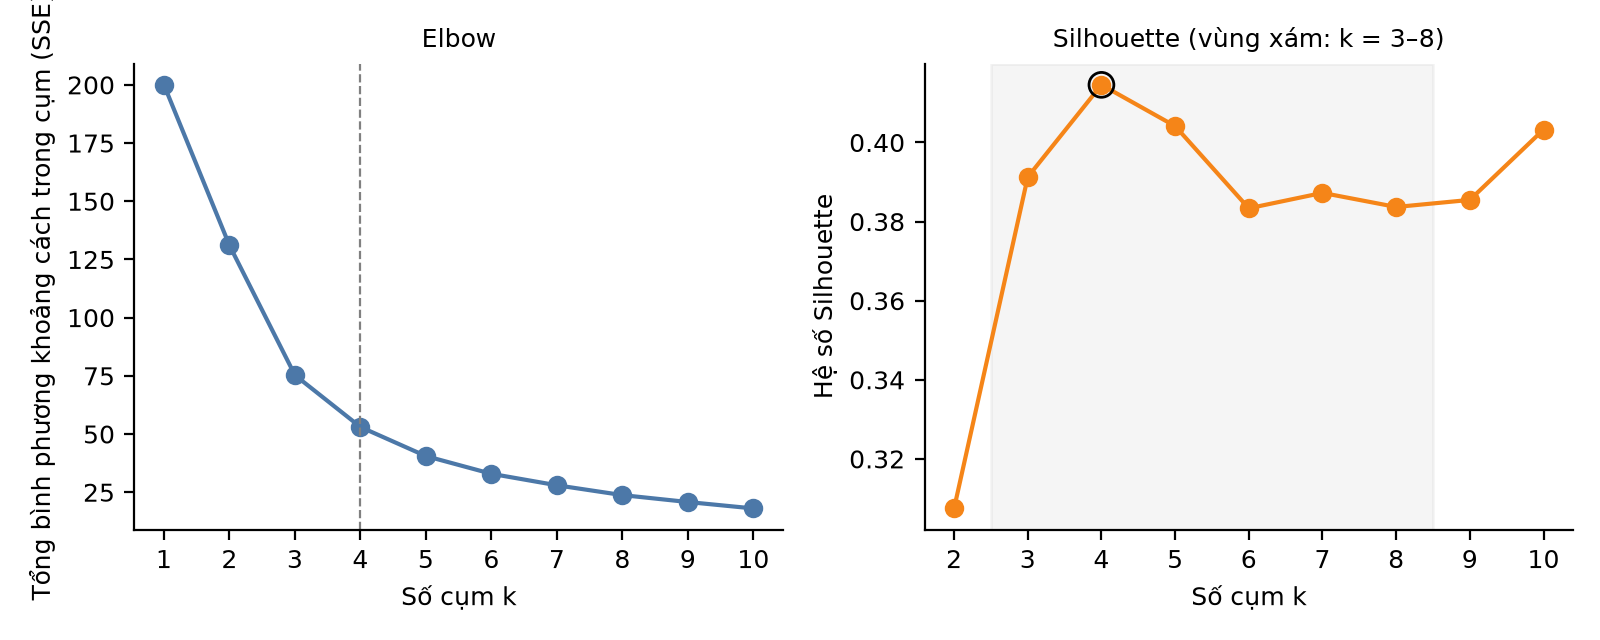 Elbow
Tổng bình phương khoảng cách trong cụm (SSE)
200
175
150
125
100
75
50
25
1 2 3 4 5 6 7 8 9 10
Số cụm k
Silhouette (vùng xám: k = 3–8)
Hệ số Silhouette
0.40
0.38
0.36
0.34
0.32
2 3 4 5 6 7 8 9 10
Số cụm k